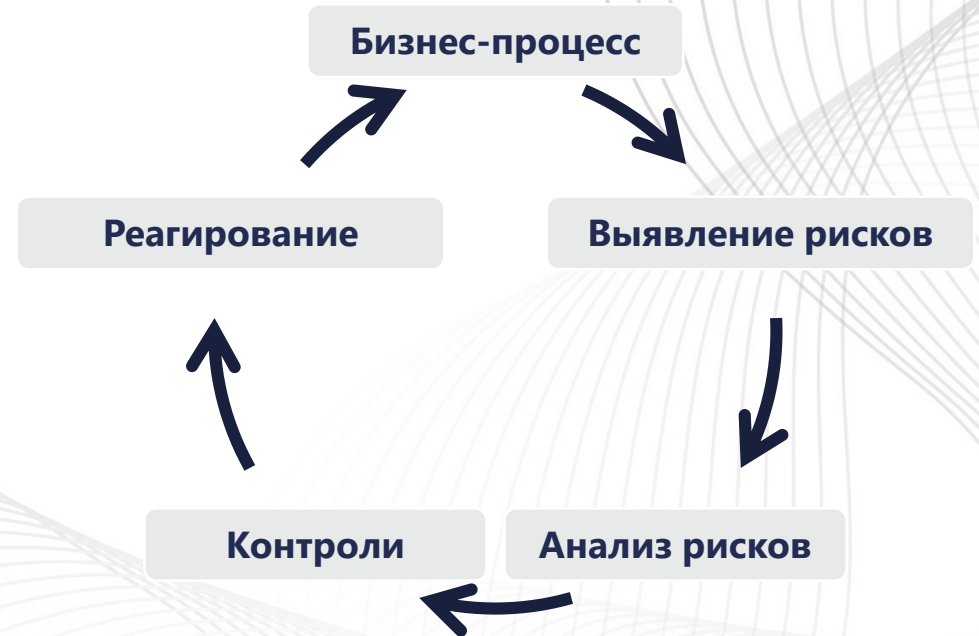 Бизнес-процесс
Реагирование
Выявление рисков
Контроли
Анализ рисков